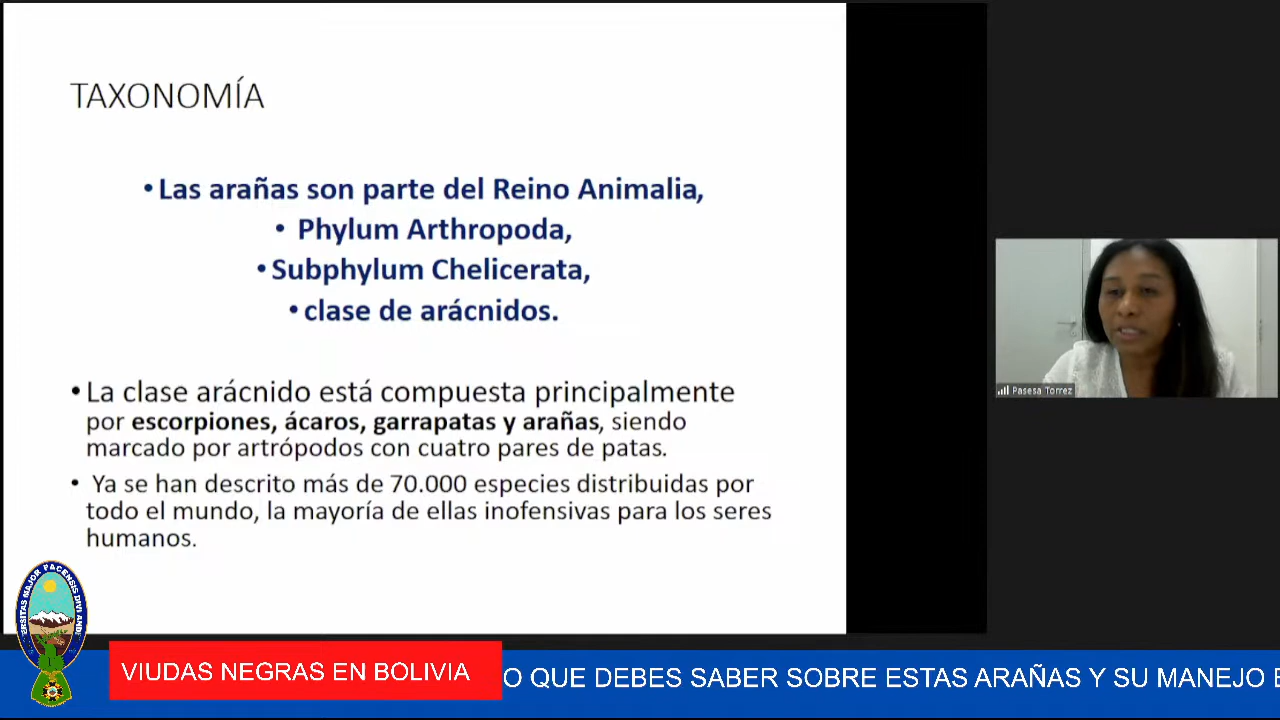 TAXONOMÍA
• Las arañas son parte del Reino Animalia,
• Phylum Arthropoda,
• Subphylum Chelicerata,
• clase de arácnidos.
• La clase arácnido está compuesta principalmente
por escorpiones, ácaros, garrapatas y arañas, siendo
marcado por artrópodos con cuatro pares de patas.
• Ya se han descrito más de 70.000 especies distribuidas por
todo el mundo, la mayoría de ellas inofensivas para los seres
humanos.
Pasesa Torrez
MAJOR PACENSIS DIVI
VIUDAS NEGRAS EN BOLIVIA
O QUE DEBES SABER SOBRE ESTAS ARAÑAS Y SU MANEJO E